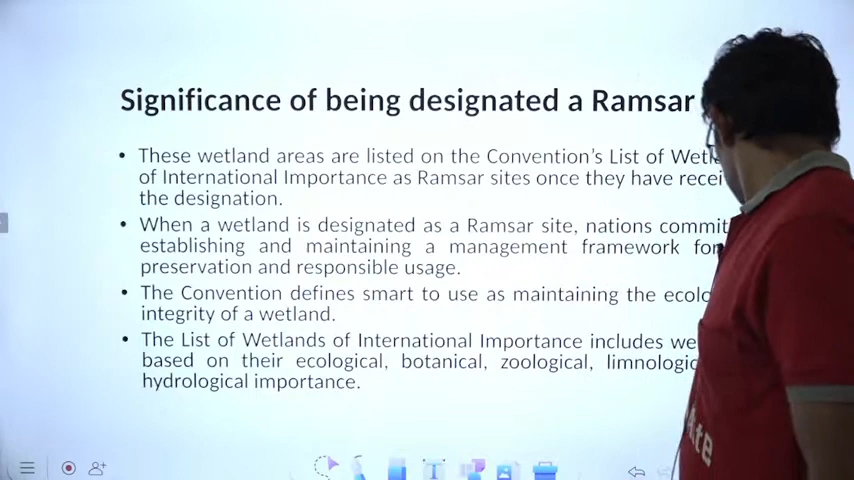 Significance of being designated a Ramsar
• These wetland areas are listed on the Convention's List of
of International Importance as Ramsar sites once they have
the designation.
• When a wetland is designated as a Ramsar site, nations commit
establishing and maintaining a management framework for
preservation and responsible usage.
• The Convention defines smart to use as maintaining the
integrity of a wetland.
• The List of Wetlands of International Importance includes
based on their ecological, botanical, zoological,
hydrological importance.